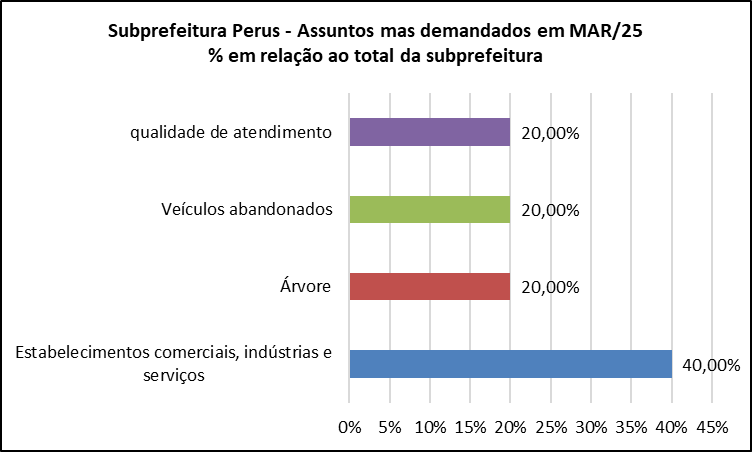 Subprefeitura Perus - Assuntos mas demandados em MAR/25
% em relação ao total da subprefeitura
qualidade de atendimento
20,00%
Veículos abandonados
20,00%
Árvore
20,00%
Estabelecimentos comerciais, indústrias e
serviços
40,00%
0% 5% 10% 15% 20% 25% 30% 35% 40% 45%